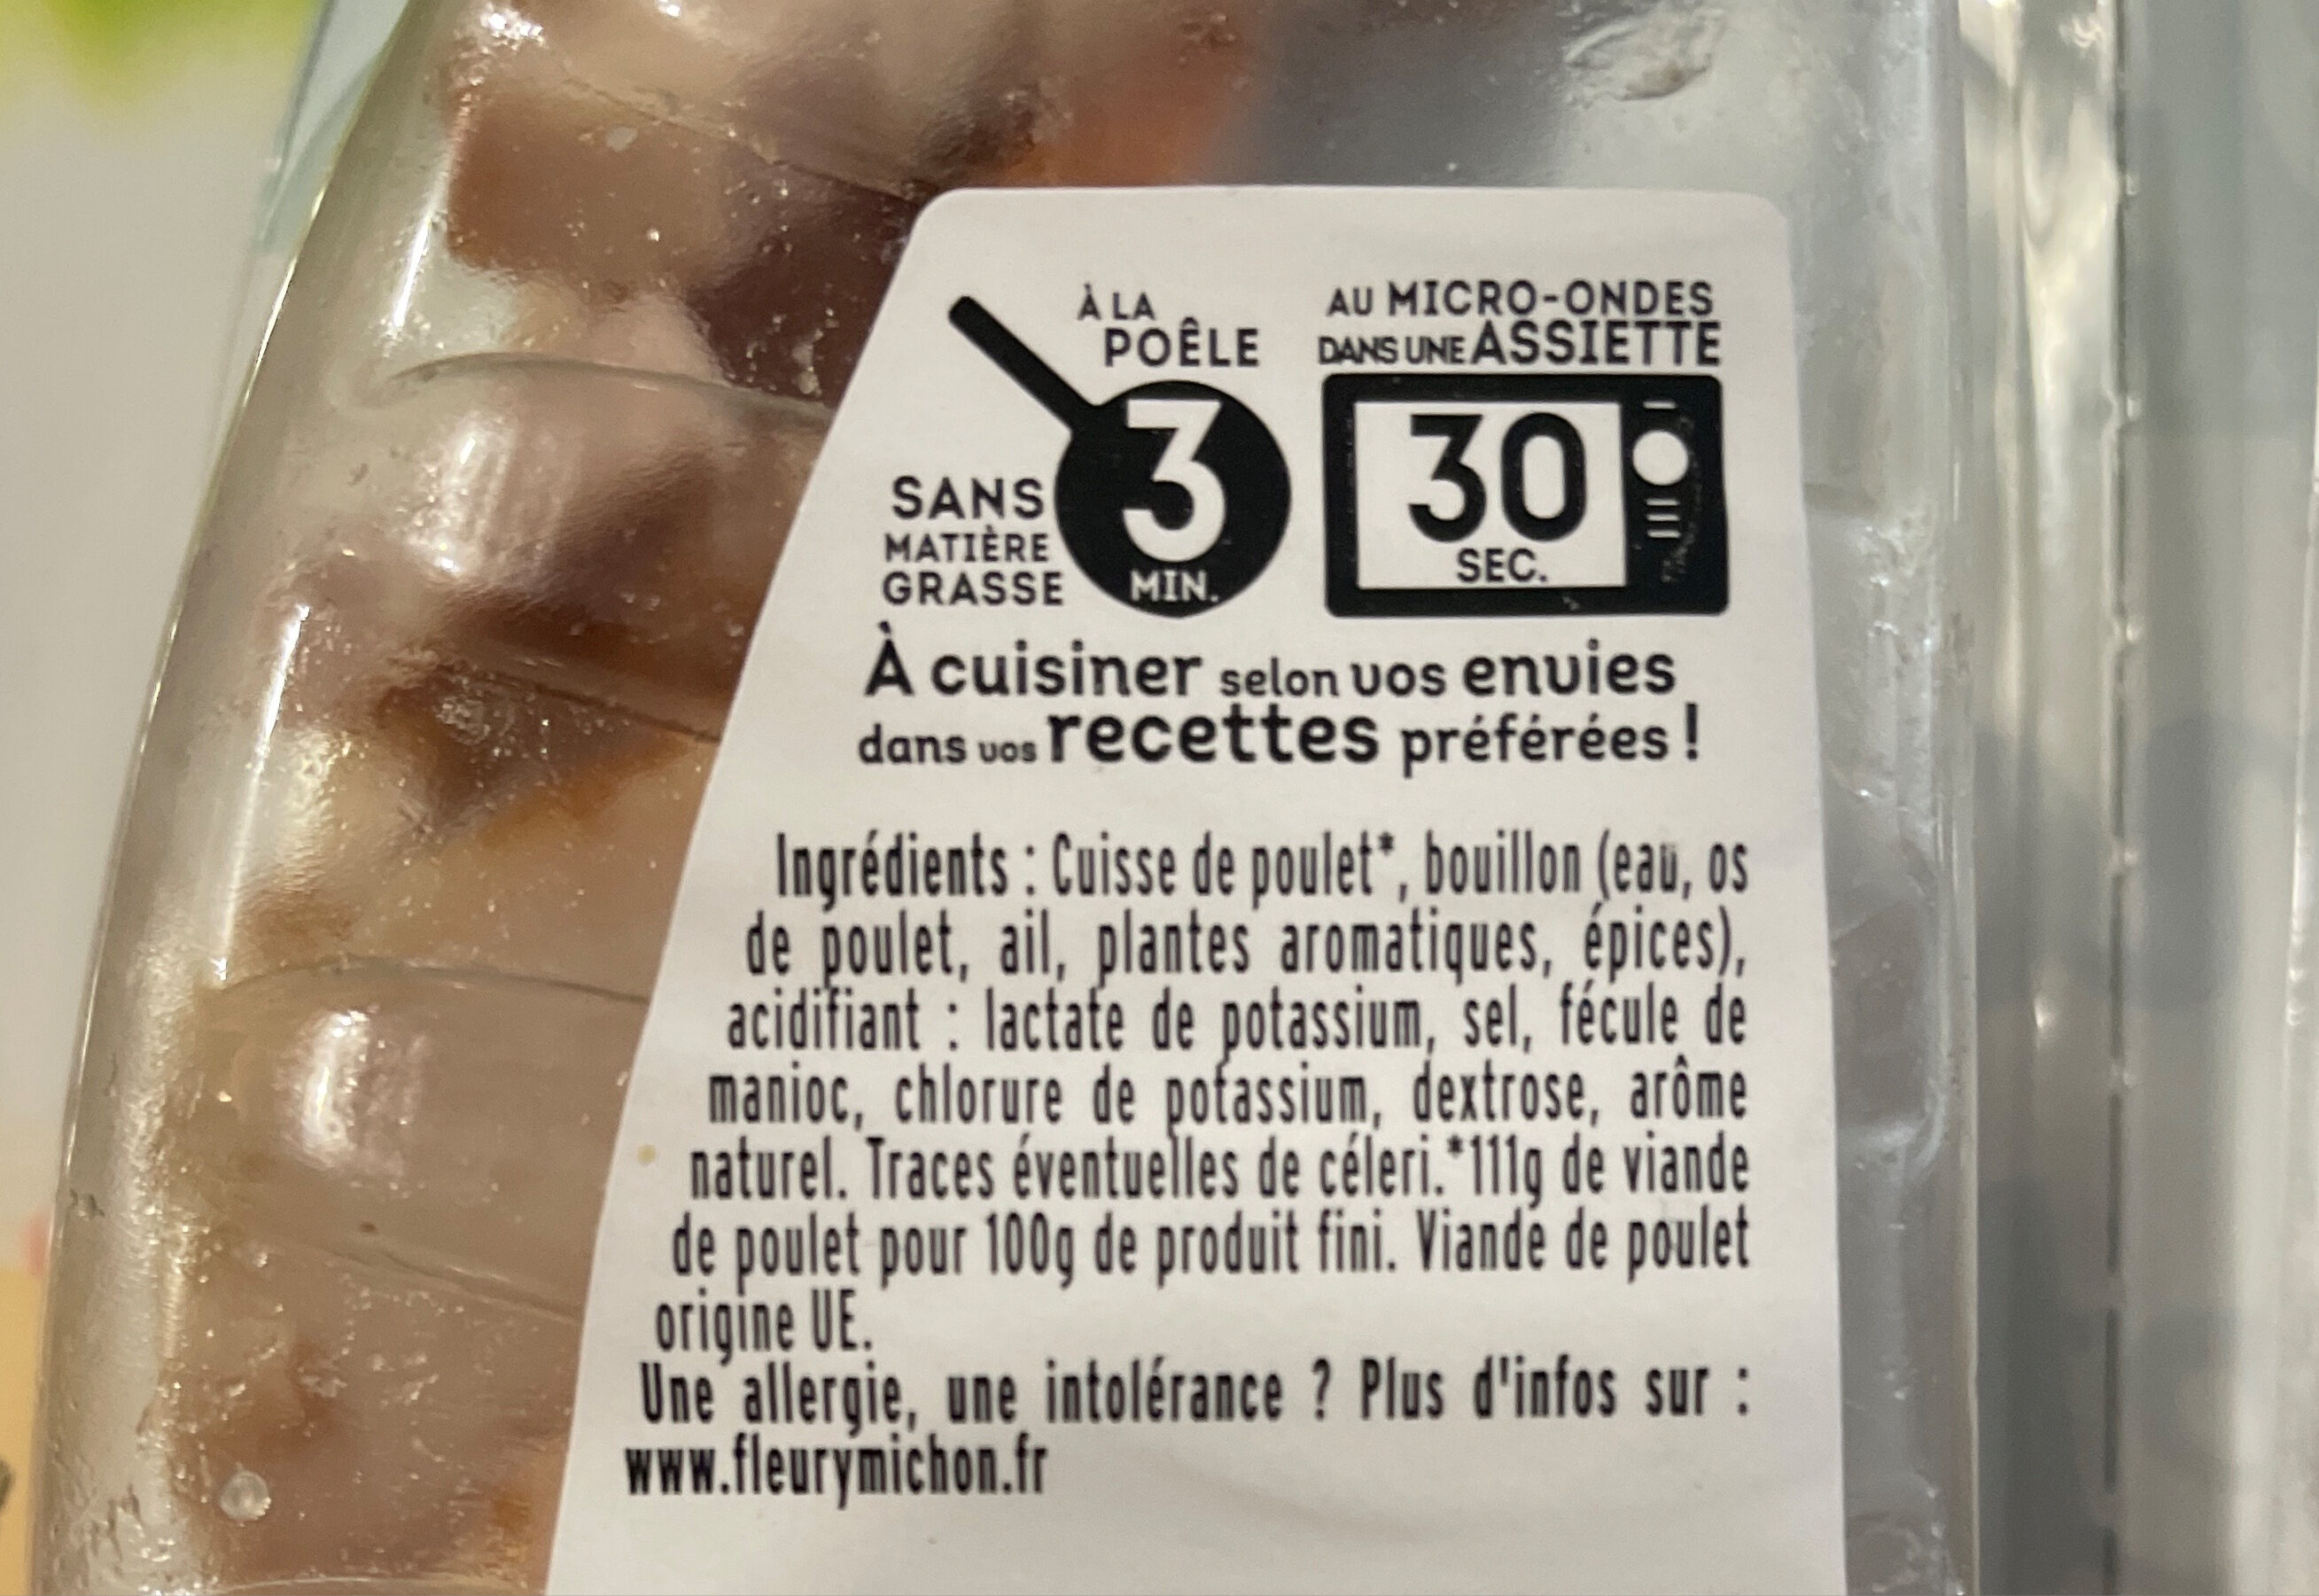 À LA
POÊLE
SANS
MATIÈRE
GRASSE
3
MIN.
AU MICRO-ONDES
DANS UNE ASSIETTE
30
SEC.
À cuisiner selon vos envies
dans vos recettes préférées !
Ingrédients : Cuisse de poulet*, bouillon (eau, os
de poulet, ail, plantes aromatiques, épices),
acidifiant : lactate de potassium, sel, fécule de
manioc, chlorure de potassium, dextrose, arôme
naturel. Traces éventuelles de céleri.*111g de viande
de poulet pour 100g de produit fini. Viande de poulet
origine UE.
Une allergie, une intolérance ? Plus d'infos sur :
www.fleurymichon.fr